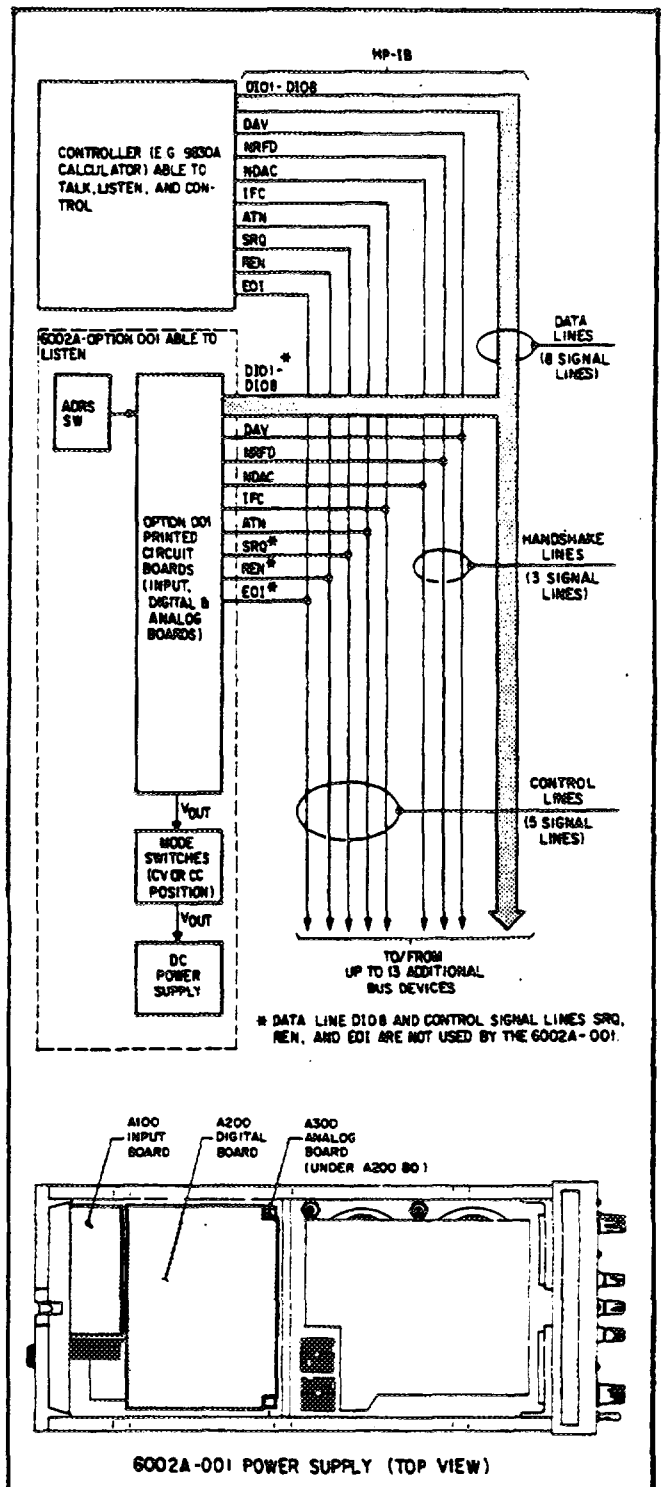 HP-IB
DIO1-DIO8
DAV
NRFD
NDAC
IFC
ATN
SRQ
REN
EOI
CONTROLLER (E.G. 9830A
CALCULATOR) ABLE TO
TALK, LISTEN, AND CON-
TROL
6002A-OPTION 001 ABLE TO
LISTEN
ADRS
SW
DIO1-*
DIO8
DAV
NRFD
NDAC
IFC
ATN
SRQ*
REN*
EOI*
OPTION 001
PRINTED
CIRCUIT
BOARDS
(INPUT,
DIGITAL &
ANALOG
BOARDS)
DATA
LINES
(8 SIGNAL
LINES)
HANDSHAKE
LINES
(3 SIGNAL
LINES)
CONTROL
LINES
(5 SIGNAL
LINES)
VOUT
MODE
SWITCHES
(CV OR CC
POSITION)
VOUT
DC
POWER
SUPPLY
TO/FROM
UP TO 13 ADDITIONAL
BUS DEVICES
* DATA LINE DIO8 AND CONTROL SIGNAL LINES SRQ,
REN, AND EOI ARE NOT USED BY THE 6002A-001.
A100
INPUT
BOARD
A200
DIGITAL
BOARD
A300
ANALOG
BOARD
(UNDER A200 BD)
6002A-001 POWER SUPPLY (TOP VIEW)